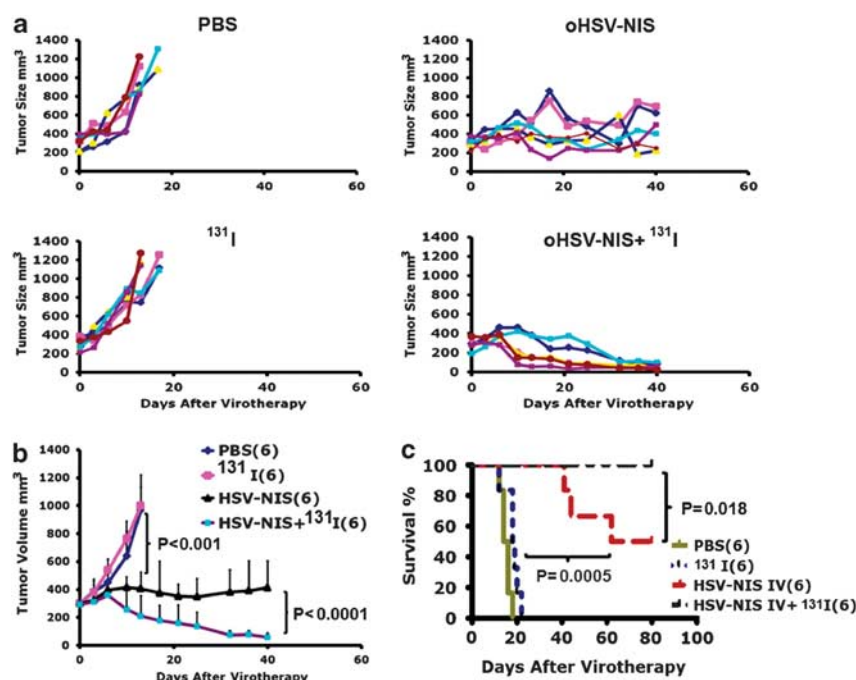 a
PBS
oHSV-NIS
Tumor Size mm³
1400
1200
1000
800
600
400
200
0
0 20 40 60
Tumor Size mm³
1400
1200
1000
800
600
400
200
0
0 20 40 60
¹³¹I
oHSV-NIS+ ¹³¹I
Tumor Size mm³
1400
1200
1000
800
600
400
200
0
0 20 40 60
Days After Virotherapy
Tumor Size mm³
1400
1200
1000
800
600
400
200
0
0 20 40 60
Days After Virotherapy
b
Tumor Volume mm³
1400
1200
1000
800
600
400
200
0
0 20 40 60
Days After Virotherapy
PBS(6)
¹³¹I(6)
HSV-NIS(6)
HSV-NIS+¹³¹I(6)
P<0.001
P<0.0001
c
Survival %
100
80
60
40
20
0
0 20 40 60 80 100
Days After Virotherapy
P=0.018
P=0.0005
PBS(6)
¹³¹I(6)
HSV-NIS IV(6)
HSV-NIS IV+ ¹³¹I(6)